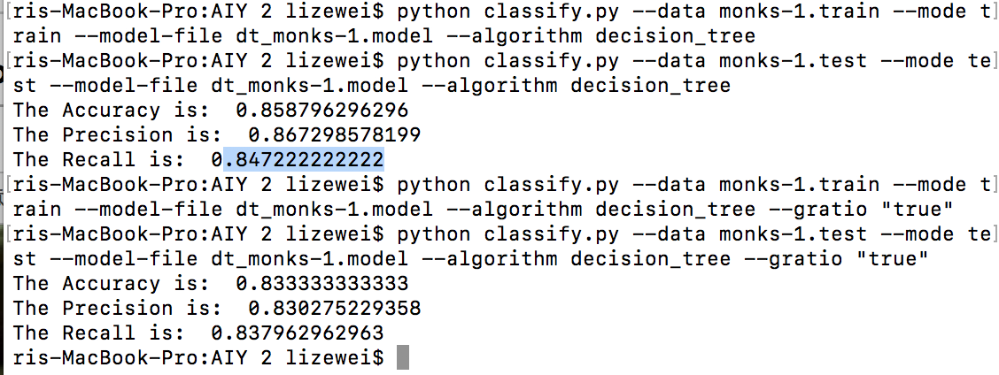 [ris-MacBook-Pro:AIY 2 lizewei$ python classify.py --data monks-1.train --mode t]
rain --model-file dt_monks-1.model --algorithm decision_tree
[ris-MacBook-Pro:AIY 2 lizewei$ python classify.py --data monks-1.test --mode te]
st --model-file dt_monks-1.model --algorithm decision_tree
The Accuracy is:  0.858796296296
The Precision is:  0.867298578199
The Recall is:  0.847222222222
[ris-MacBook-Pro:AIY 2 lizewei$ python classify.py --data monks-1.train --mode t]
rain --model-file dt_monks-1.model --algorithm decision_tree --gratio "true"
[ris-MacBook-Pro:AIY 2 lizewei$ python classify.py --data monks-1.test --mode te]
st --model-file dt_monks-1.model --algorithm decision_tree --gratio "true"
The Accuracy is:  0.833333333333
The Precision is:  0.830275229358
The Recall is:  0.837962962963
ris-MacBook-Pro:AIY 2 lizewei$